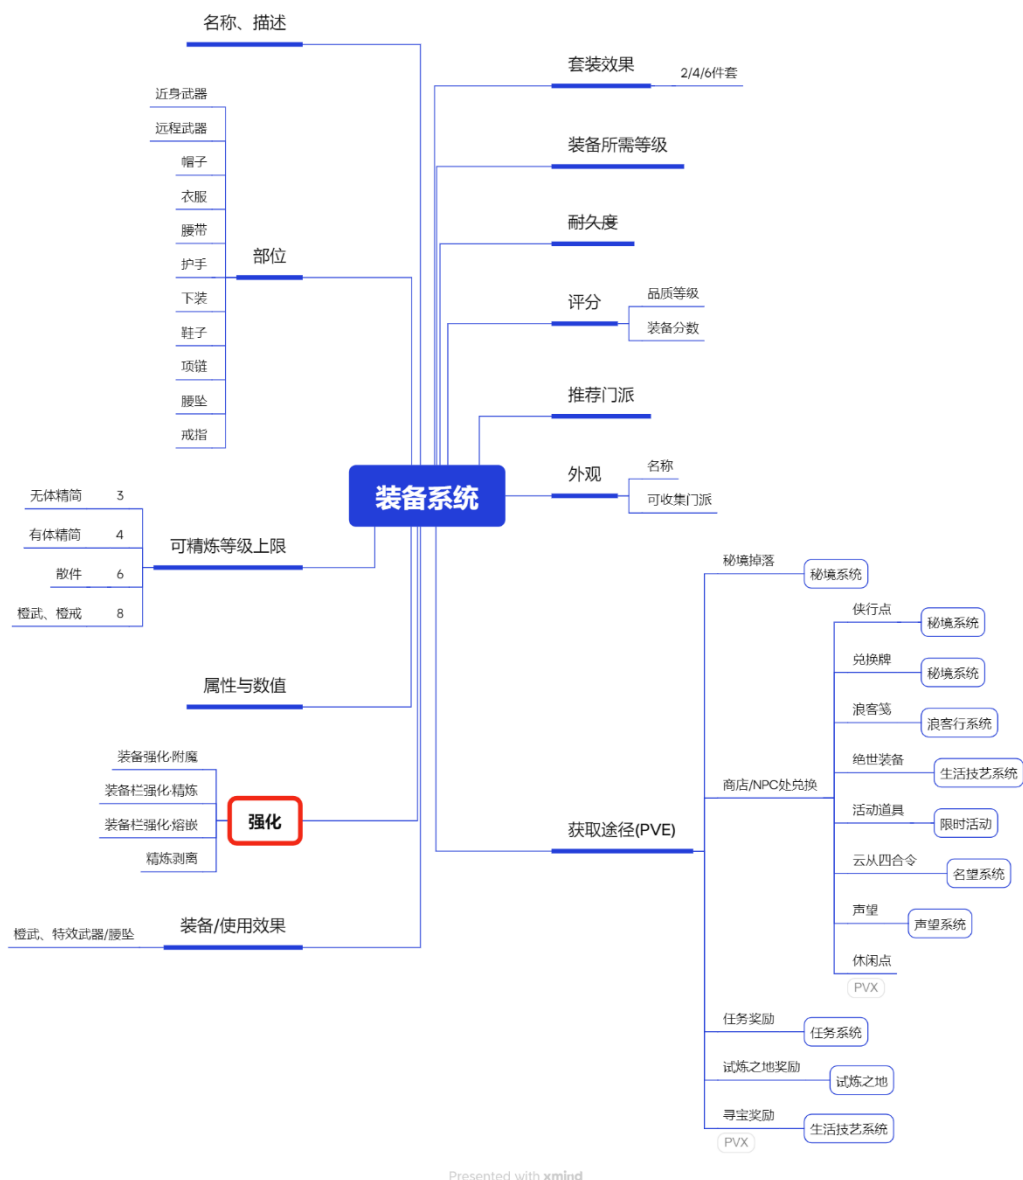 名称、描述
近身武器
远程武器
帽子
衣服
腰带
护手
下装
鞋子
项链
腰坠
戒指
部位
无体精简 3
有体精简 4
散件 6
橙武、橙戒 8
可精炼等级上限
属性与数值
装备强化·附魔
装备栏强化·精炼
装备栏强化·熔嵌
精炼剥离
强化
橙武、特效武器/腰坠
装备/使用效果
装备系统
套装效果
2/4/6件套
装备所需等级
耐久度
评分
品质等级
装备分数
推荐门派
外观
名称
可收集门派
获取途径(PVE)
秘境掉落
秘境系统
商店/NPC处兑换
侠行点
秘境系统
兑换牌
秘境系统
浪客笺
浪客行系统
绝世装备
生活技艺系统
活动道具
限时活动
云从四合令
名望系统
声望
声望系统
休闲点
PVX
任务奖励
任务系统
试炼之地奖励
试炼之地
寻宝奖励
生活技艺系统
PVX
Presented with xmind